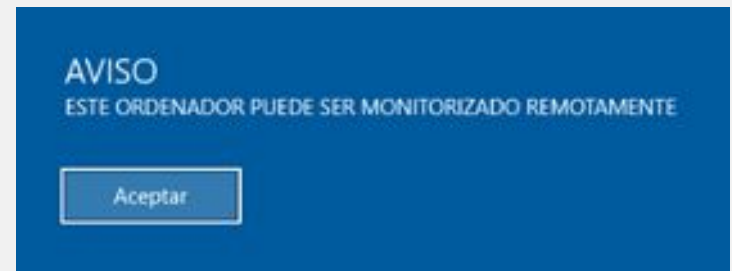 AVISO
ESTE ORDENADOR PUEDE SER MONITORIZADO REMOTAMENTE
Aceptar